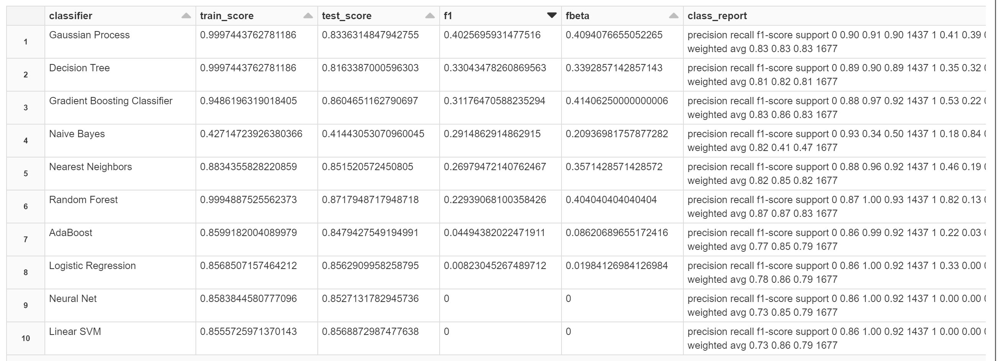 classifier train_score test_score f1 fbeta class_report
1 Gaussian Process 0.9997443762781186 0.8336314847942755 0.4025695931477516 0.4094076655052265 precision recall f1-score support 0 0.90 0.91 0.90 1437 1 0.41 0.39
weighted avg 0.83 0.83 0.83 1677
2 Decision Tree 0.9997443762781186 0.8163387000596303 0.33043478260869563 0.3392857142857143 precision recall f1-score support 0 0.89 0.90 0.89 1437 1 0.35 0.32
weighted avg 0.81 0.82 0.81 1677
3 Gradient Boosting Classifier 0.9486196319018405 0.8604651162790697 0.31176470588235294 0.41406250000000006 precision recall f1-score support 0 0.88 0.97 0.92 1437 1 0.53 0.22
weighted avg 0.83 0.86 0.83 1677
4 Naive Bayes 0.42714723926380366 0.41443053070960045 0.2914862914862915 0.20936981757877282 precision recall f1-score support 0 0.93 0.34 0.50 1437 1 0.18 0.84
weighted avg 0.82 0.41 0.47 1677
5 Nearest Neighbors 0.8834355828220859 0.851520572450805 0.26979472140762467 0.3571428571428572 precision recall f1-score support 0 0.88 0.96 0.92 1437 1 0.46 0.19
weighted avg 0.82 0.85 0.82 1677
6 Random Forest 0.9994887525562373 0.8717948717948718 0.22939068100358426 0.404040404040404 precision recall f1-score support 0 0.87 1.00 0.93 1437 1 0.82 0.13
weighted avg 0.87 0.87 0.83 1677
7 AdaBoost 0.8599182004089979 0.8479427549194991 0.04494382022471911 0.08620689655172416 precision recall f1-score support 0 0.86 0.99 0.92 1437 1 0.22 0.03
weighted avg 0.77 0.85 0.79 1677
8 Logistic Regression 0.8568507157464212 0.8562909958258795 0.00823045267489712 0.01984126984126984 precision recall f1-score support 0 0.86 1.00 0.92 1437 1 0.33 0.00
weighted avg 0.78 0.86 0.79 1677
9 Neural Net 0.8583844580777096 0.8527131782945736 0 0 precision recall f1-score support 0 0.86 1.00 0.92 1437 1 0.00 0.00
weighted avg 0.73 0.85 0.79 1677
10 Linear SVM 0.8555725971370143 0.8568872987477638 0 0 precision recall f1-score support 0 0.86 1.00 0.92 1437 1 0.00 0.00
weighted avg 0.73 0.86 0.79 1677